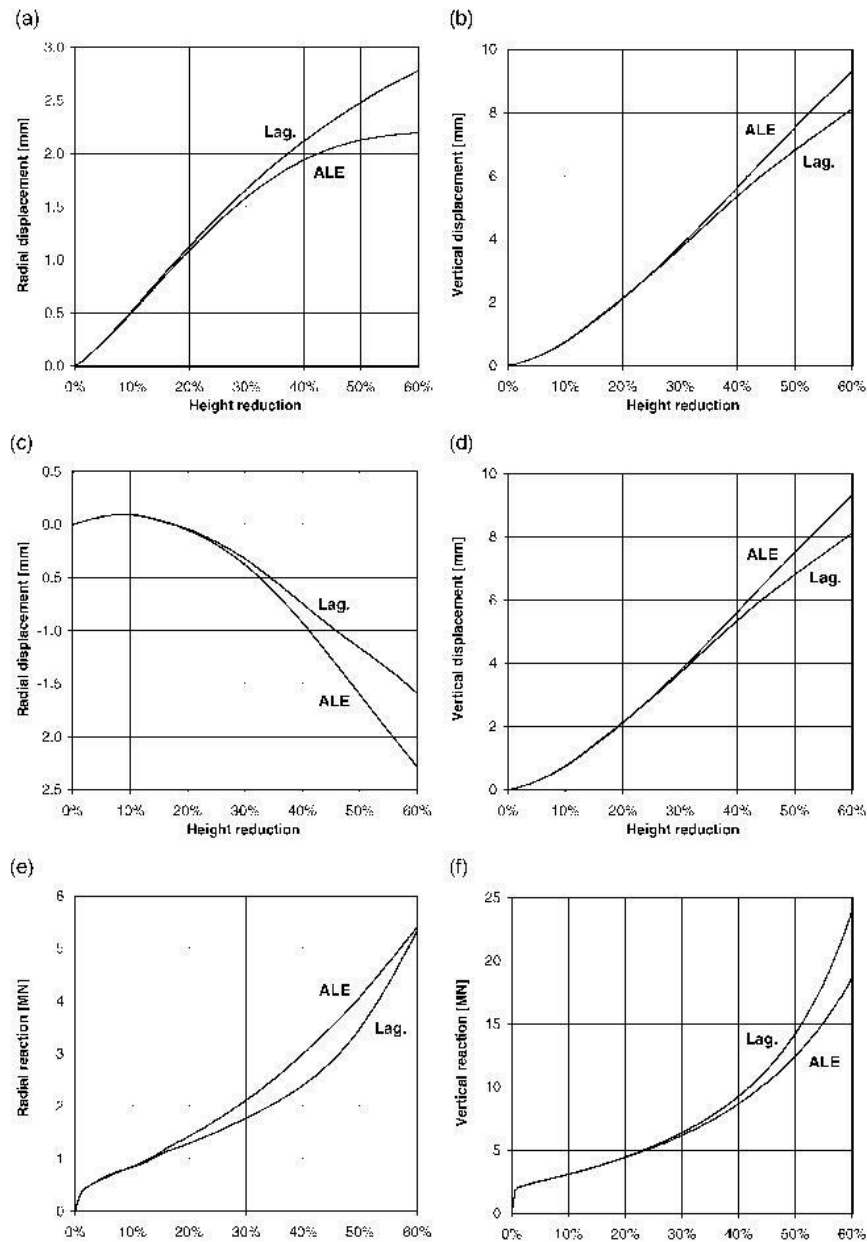 (a)
3.0
2.5
2.0
1.5
1.0
0.5
0.0
Radial displacement [mm]
Lag.
ALE
0% 10% 20% 30% 40% 50% 60%
Height reduction
(b)
10
8
6
4
2
0
Vertical displacement [mm]
ALE
Lag.
0% 10% 20% 30% 40% 50% 60%
Height reduction
(c)
0.5
0.0
0.5
-1.0
-1.5
2.0
2.5
Radial displacement [mm]
Lag.
ALE
0% 10% 20% 30% 40% 50% 60%
Height reduction
(d)
10
8
6
4
2
0
Vertical displacement [mm]
ALE
Lag.
0% 10% 20% 30% 40% 50% 60%
Height reduction
(e)
6
5
4
3
2
1
0
Radial reaction [MN]
ALE
Lag.
0% 10% 20% 30% 40% 50% 60%
(f)
25
20
15
10
5
0
Vertical reaction [MN]
Lag.
ALE
0% 10% 20% 30% 40% 50% 60%